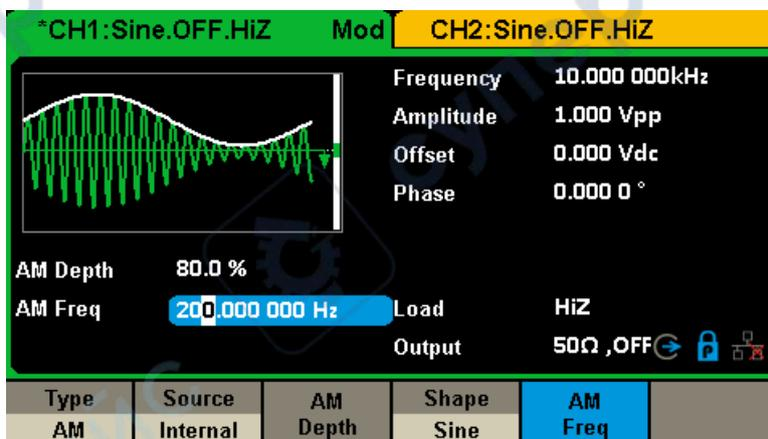 *CH1:Sine.OFF.HiZ Mod CH2:Sine.OFF.HiZ
Frequency 10.000 000kHz
Amplitude 1.000 Vpp
Offset 0.000 Vdc
Phase 0.000 0 °
AM Depth 80.0 %
AM Freq 200.000 000 Hz Load HiZ
Output 50Ω ,OFF
Type Source AM Depth Shape AM Freq
AM Internal Sine